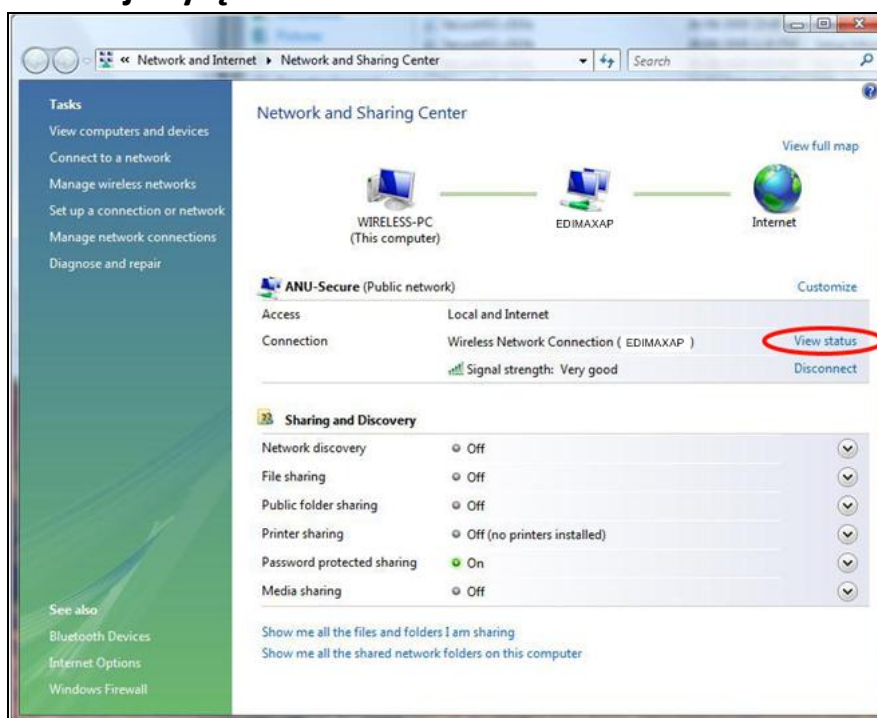 « Network and Internet ▸ Network and Sharing Center
Search
Tasks
View computers and devices
Connect to a network
Manage wireless networks
Set up a connection or network
Manage network connections
Diagnose and repair
Network and Sharing Center
View full map
WIRELESS-PC
(This computer)
EDIMAXAP
Internet
ANU-Secure (Public network)
Customize
Access Local and Internet
Connection Wireless Network Connection ( EDIMAXAP ) View status
Signal strength: Very good Disconnect
Sharing and Discovery
Network discovery Off
File sharing Off
Public folder sharing Off
Printer sharing Off (no printers installed)
Password protected sharing On
Media sharing Off
Show me all the files and folders I am sharing
Show me all the shared network folders on this computer
See also
Bluetooth Devices
Internet Options
Windows Firewall